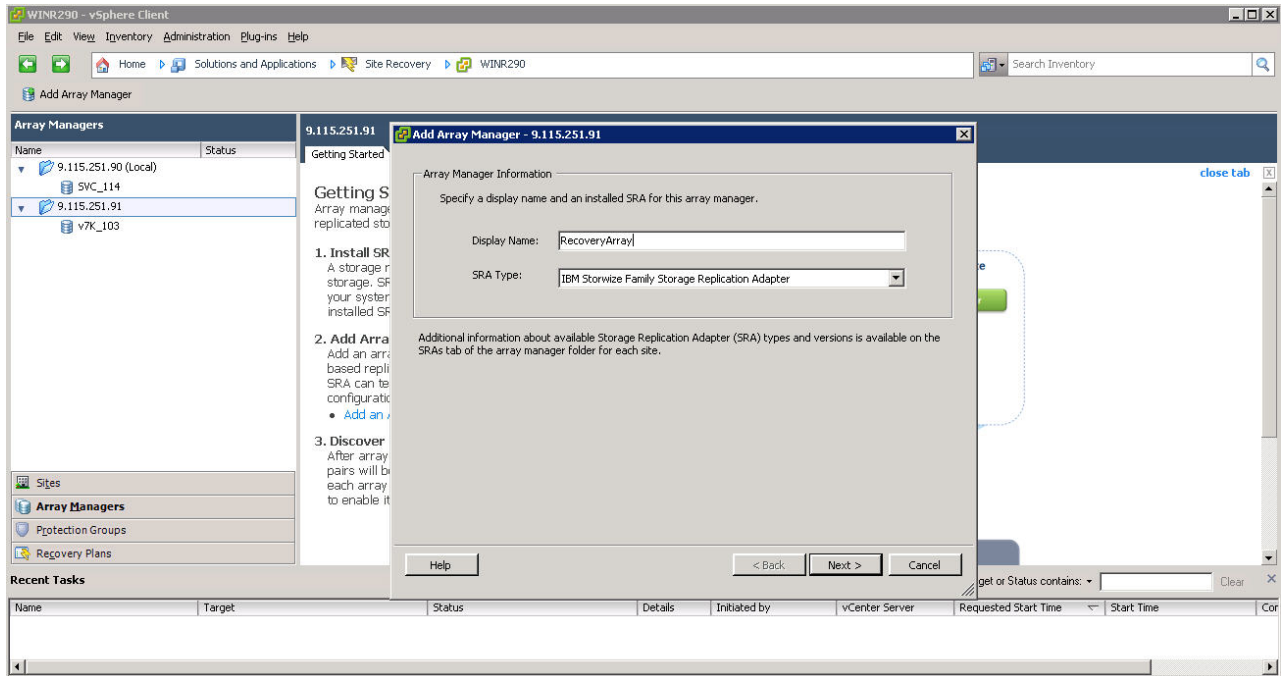 WINR290 - vSphere Client
File Edit View Inventory Administration Plug-ins Help
Home Solutions and Applications Site Recovery WINR290 Search Inventory
Add Array Manager
Array Managers
Name Status
9.115.251.90 (Local)
SVC_114
9.115.251.91
v7K_103
Sites
Array Managers
Protection Groups
Recovery Plans
9.115.251.91
Getting Started
close tab
Getting S
Array manage
replicated sto
1. Install SR
A storage r
storage. SR
your system
installed SR
2. Add Arra
Add an arra
based repli
SRA can te
configuratio
• Add an
3. Discover
After array
pairs will b
each array
to enable it
Add Array Manager - 9.115.251.91
Array Manager Information
Specify a display name and an installed SRA for this array manager.
Display Name: RecoveryArray
SRA Type: IBM Storwize Family Storage Replication Adapter
Additional information about available Storage Replication Adapter (SRA) types and versions is available on the
SRAs tab of the array manager folder for each site.
Help < Back Next > Cancel
Recent Tasks get or Status contains: Clear
Name Target Status Details Initiated by vCenter Server Requested Start Time Start Time Cor